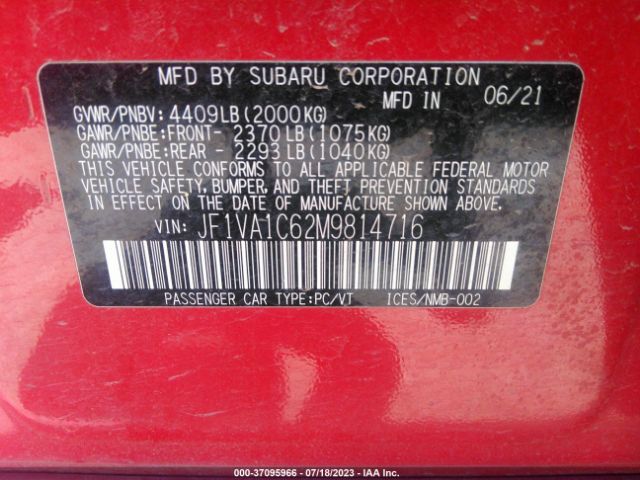 MFD BY SUBARU CORPORATION
MFD IN 06/21
GVWR/PNBV: 4409LB (2000KG)
GAWR/PNBE: FRONT- 2370LB (1075KG)
GAWR/PNBE: REAR - 2293LB (1040KG)
THIS VEHICLE CONFORMS TO ALL APPLICABLE FEDERAL MOTOR
VEHICLE SAFETY, BUMPER, AND THEFT PREVENTION STANDARDS
IN EFFECT ON THE DATE OF MANUFACTURE SHOWN ABOVE.
VIN: JF1VA1C62M9814716
PASSENGER CAR TYPE:PC/VT ICES/NMB-002
000-37095966 - 07/18/2023 - IAA Inc.